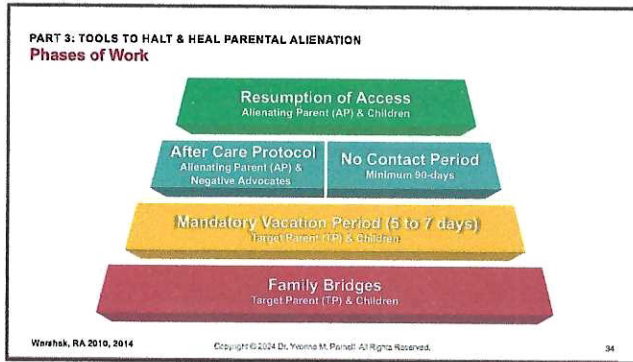 PART 3: TOOLS TO HALT & HEAL PARENTAL ALIENATION
Phases of Work
Resumption of Access
Alienating Parent (AP) & Children
After Care Protocol
Alienating Parent (AP) &
Negative Advocates
No Contact Period
Minimum 90-days
Mandatory Vacation Period (5 to 7 days)
Target Parent (TP) & Children
Family Bridges
Target Parent (TP) & Children
Warshak, RA 2010, 2014
Copyright © 2024 Dr. Yvonne M. Parnell. All Rights Reserved.
34